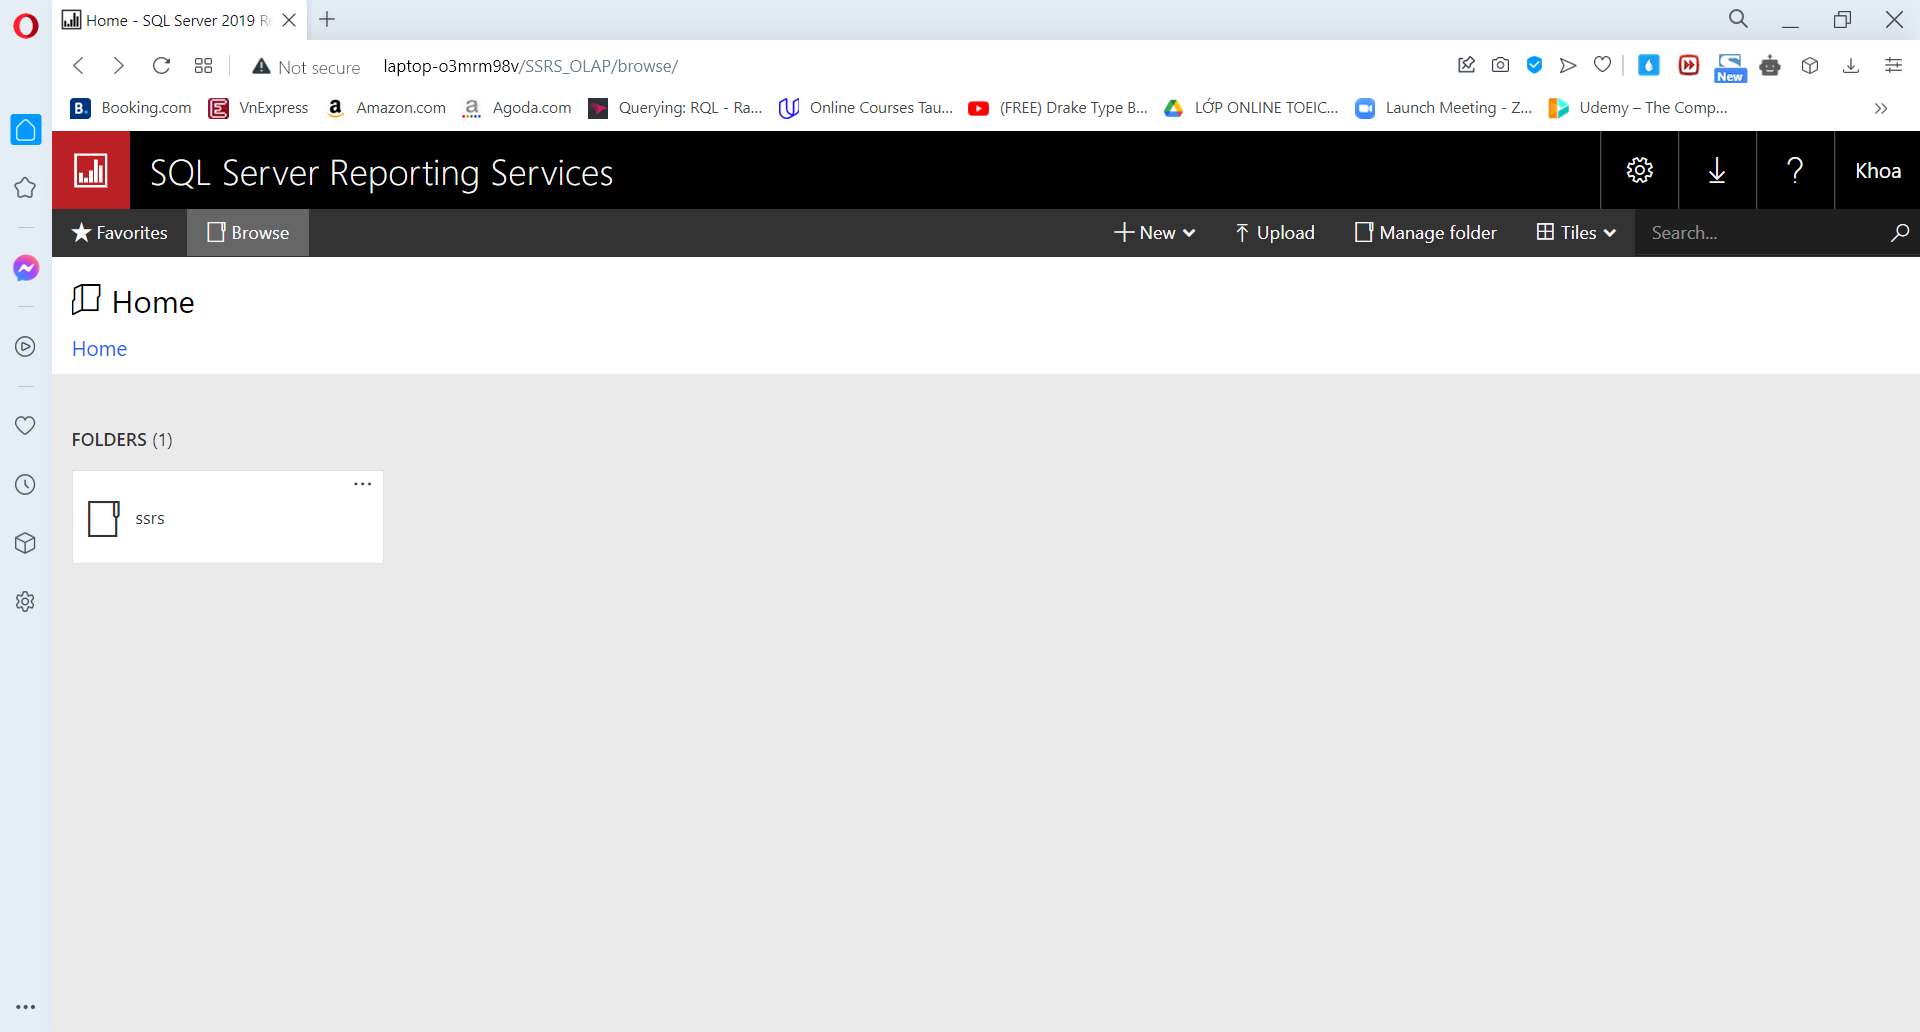 Home - SQL Server 2019 Re
Not secure laptop-o3mrm98v/SSRS_OLAP/browse/
New
Booking.com VnExpress Amazon.com Agoda.com Querying: RQL - Ra... Online Courses Tau... (FREE) Drake Type B... LỚP ONLINE TOEIC... Launch Meeting - Z... Udemy – The Comp...
SQL Server Reporting Services Khoa
Favorites Browse New Upload Manage folder Tiles Search...
Home
Home
FOLDERS (1)
ssrs